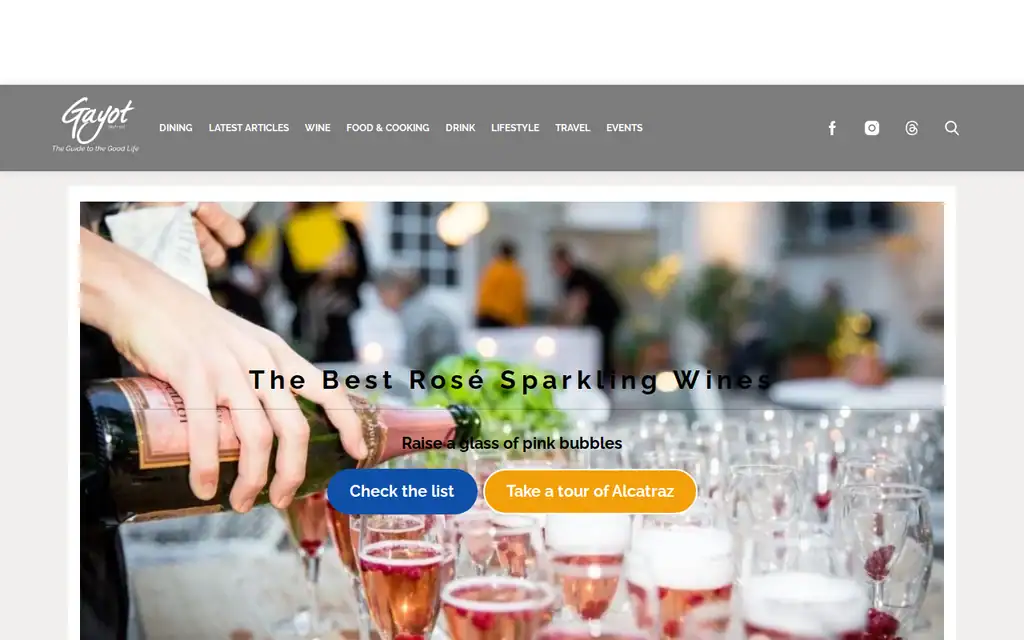 Gayot
The Guide to the Good Life
DINING
LATEST ARTICLES
WINE
FOOD & COOKING
DRINK
LIFESTYLE
TRAVEL
EVENTS
The Best Rosé Sparkling Wines
Raise a glass of pink bubbles
Check the list
Take a tour of Alcatraz